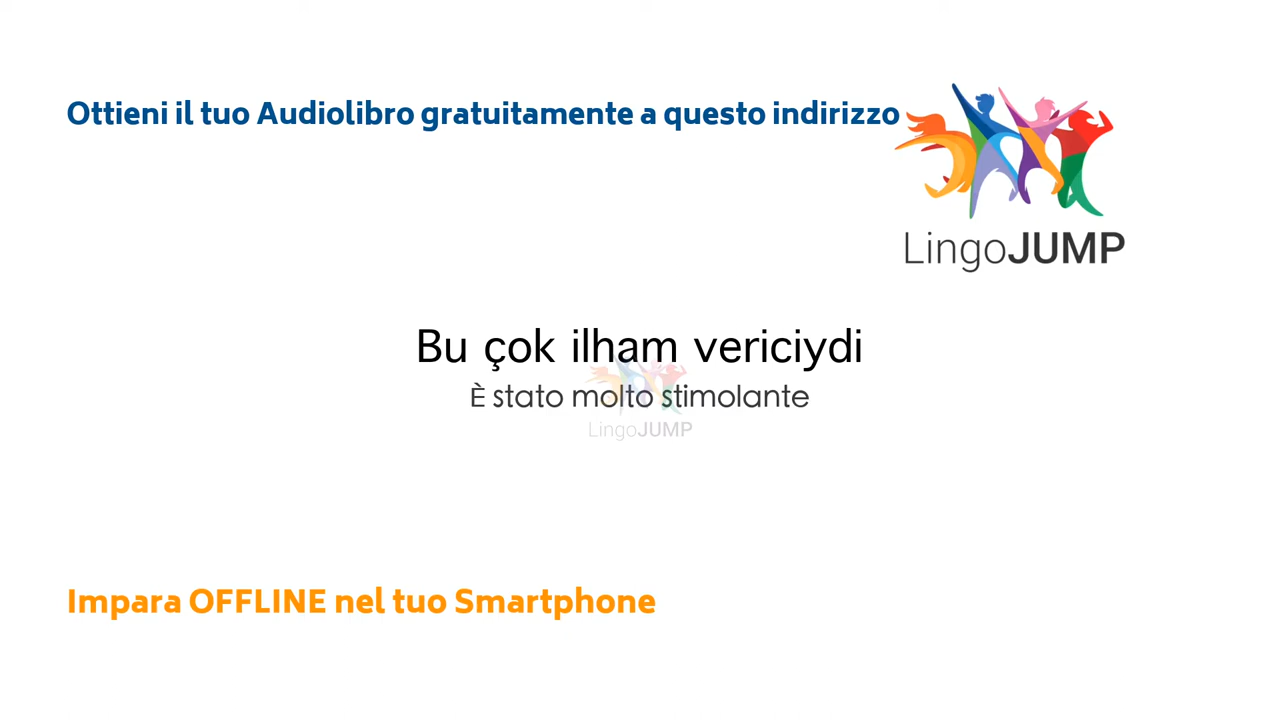 Ottieni il tuo Audiolibro gratuitamente a questo indirizzo
LingoJUMP
Bu çok ilham vericiydi
È stato molto stimolante
LingoJUMP
Impara OFFLINE nel tuo Smartphone